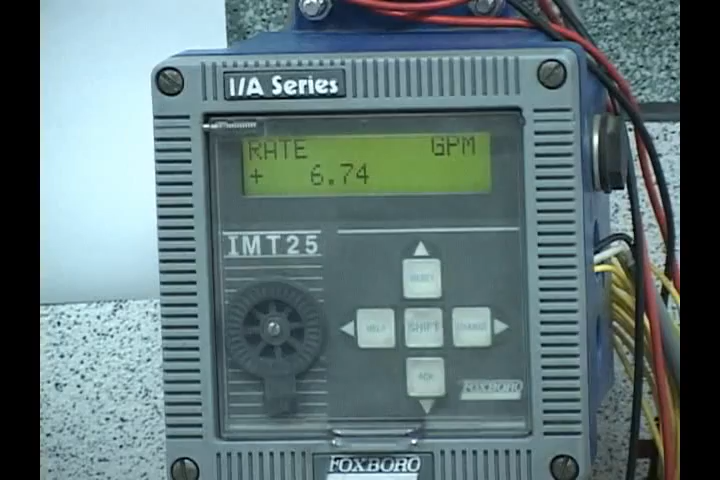 I/A Series
RATE GPM
+ 6.74
IMT25
SHIFT
FOXBORO
FOXBORO